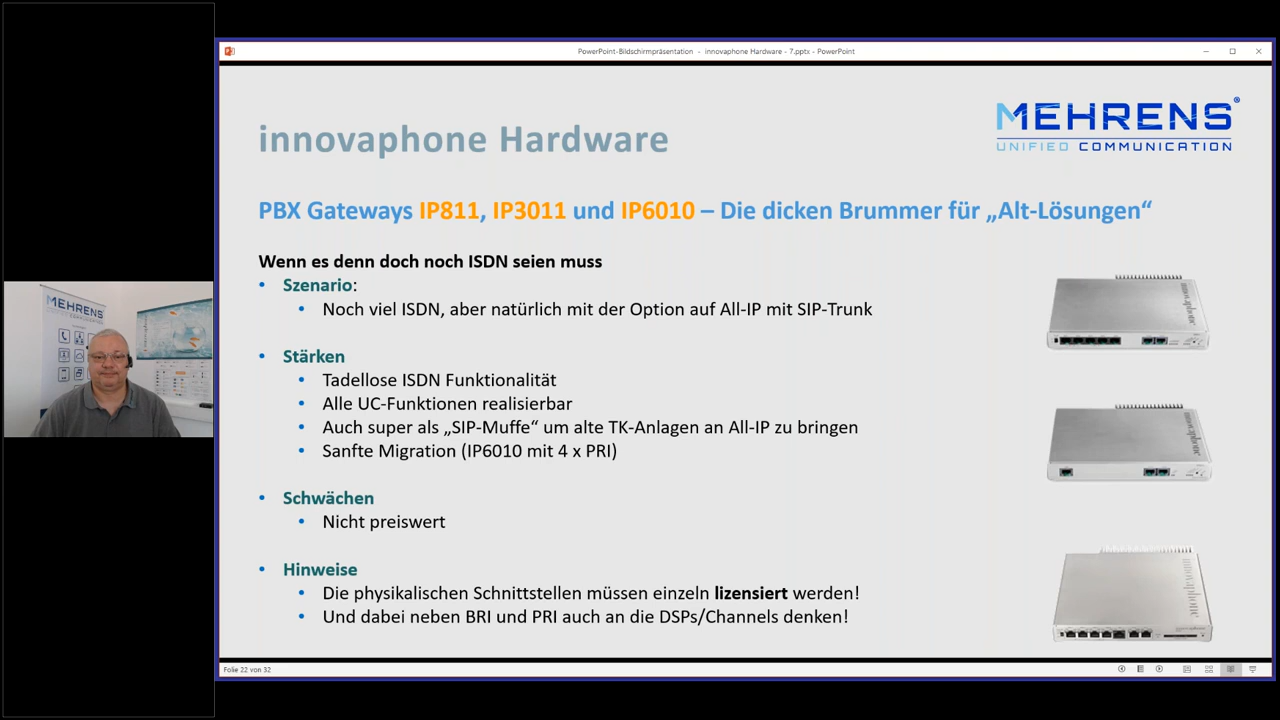 PowerPoint-Bildschirmpräsentation - innovaphone Hardware - 7.pptx - PowerPoint
innovaphone Hardware
MEHRENS®
UNIFIED COMMUNICATION
PBX Gateways IP811, IP3011 und IP6010 – Die dicken Brummer für „Alt-Lösungen“
Wenn es denn doch noch ISDN seien muss
• Szenario:
• Noch viel ISDN, aber natürlich mit der Option auf All-IP mit SIP-Trunk
• Stärken
• Tadellose ISDN Funktionalität
• Alle UC-Funktionen realisierbar
• Auch super als „SIP-Muffe“ um alte TK-Anlagen an All-IP zu bringen
• Sanfte Migration (IP6010 mit 4 x PRI)
• Schwächen
• Nicht preiswert
• Hinweise
• Die physikalischen Schnittstellen müssen einzeln lizensiert werden!
• Und dabei neben BRI und PRI auch an die DSPs/Channels denken!
innovaphone
innovaphone
innovaphone
MEHRENS
Folie 22 von 32